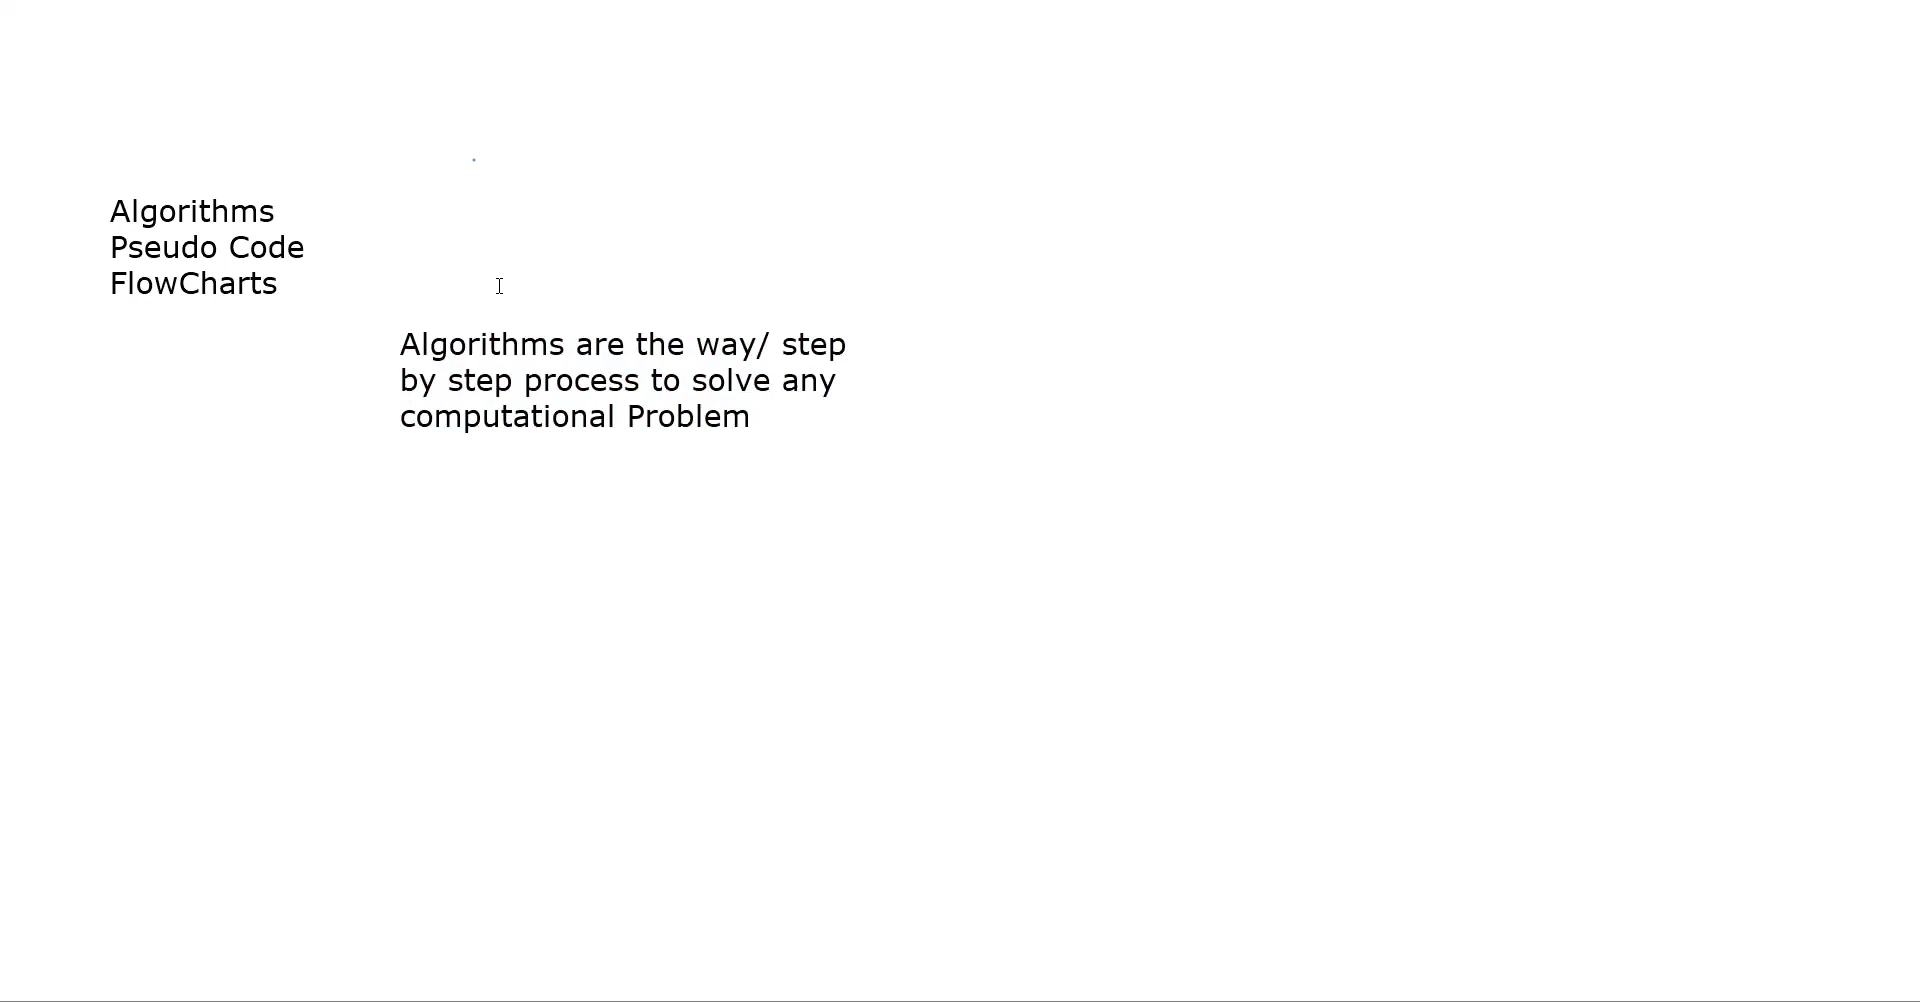 Algorithms
Pseudo Code
FlowCharts
Algorithms are the way/ step
by step process to solve any
computational Problem